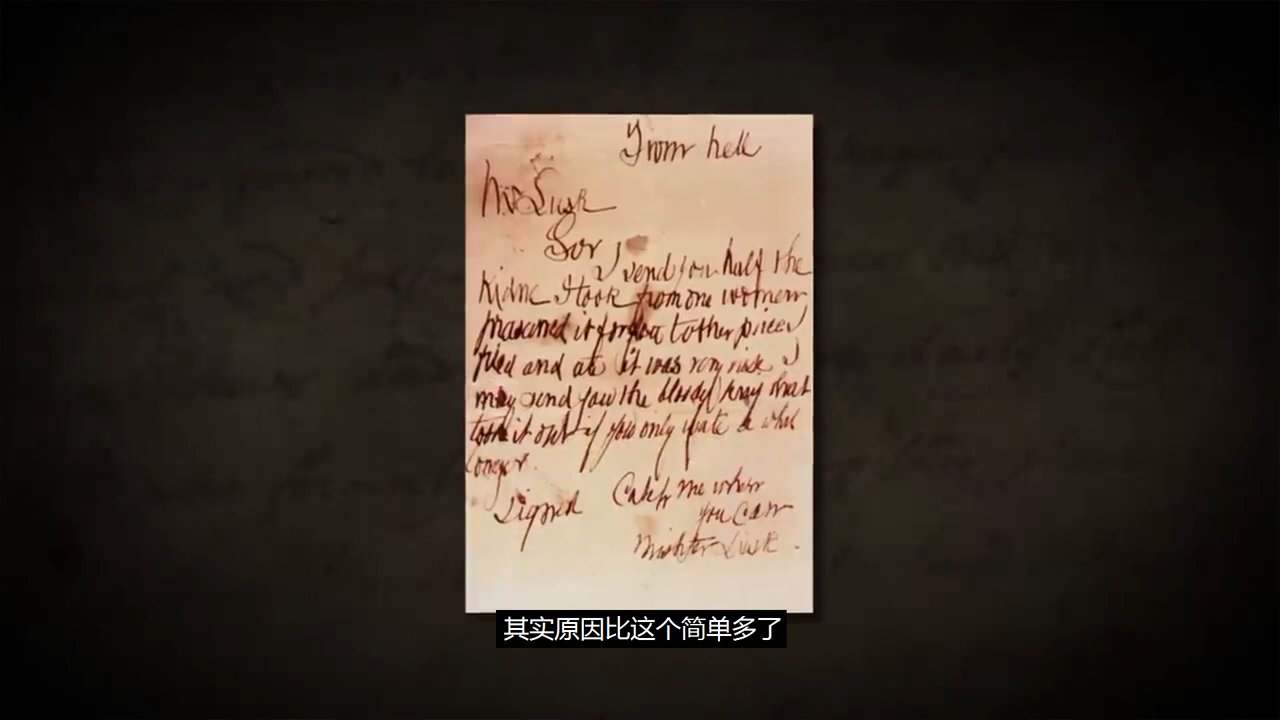 From hell
Mr Lusk
Sor
I send you half the
Kidne I took from one women
prasarved it for you tother piece I
fried and ate it was very nise I
may send you the bloody knif that
took it out if you only wate a whil
longer.
Signed Catch me when
you Can
Mishter Lusk.
其实原因比这个简单多了